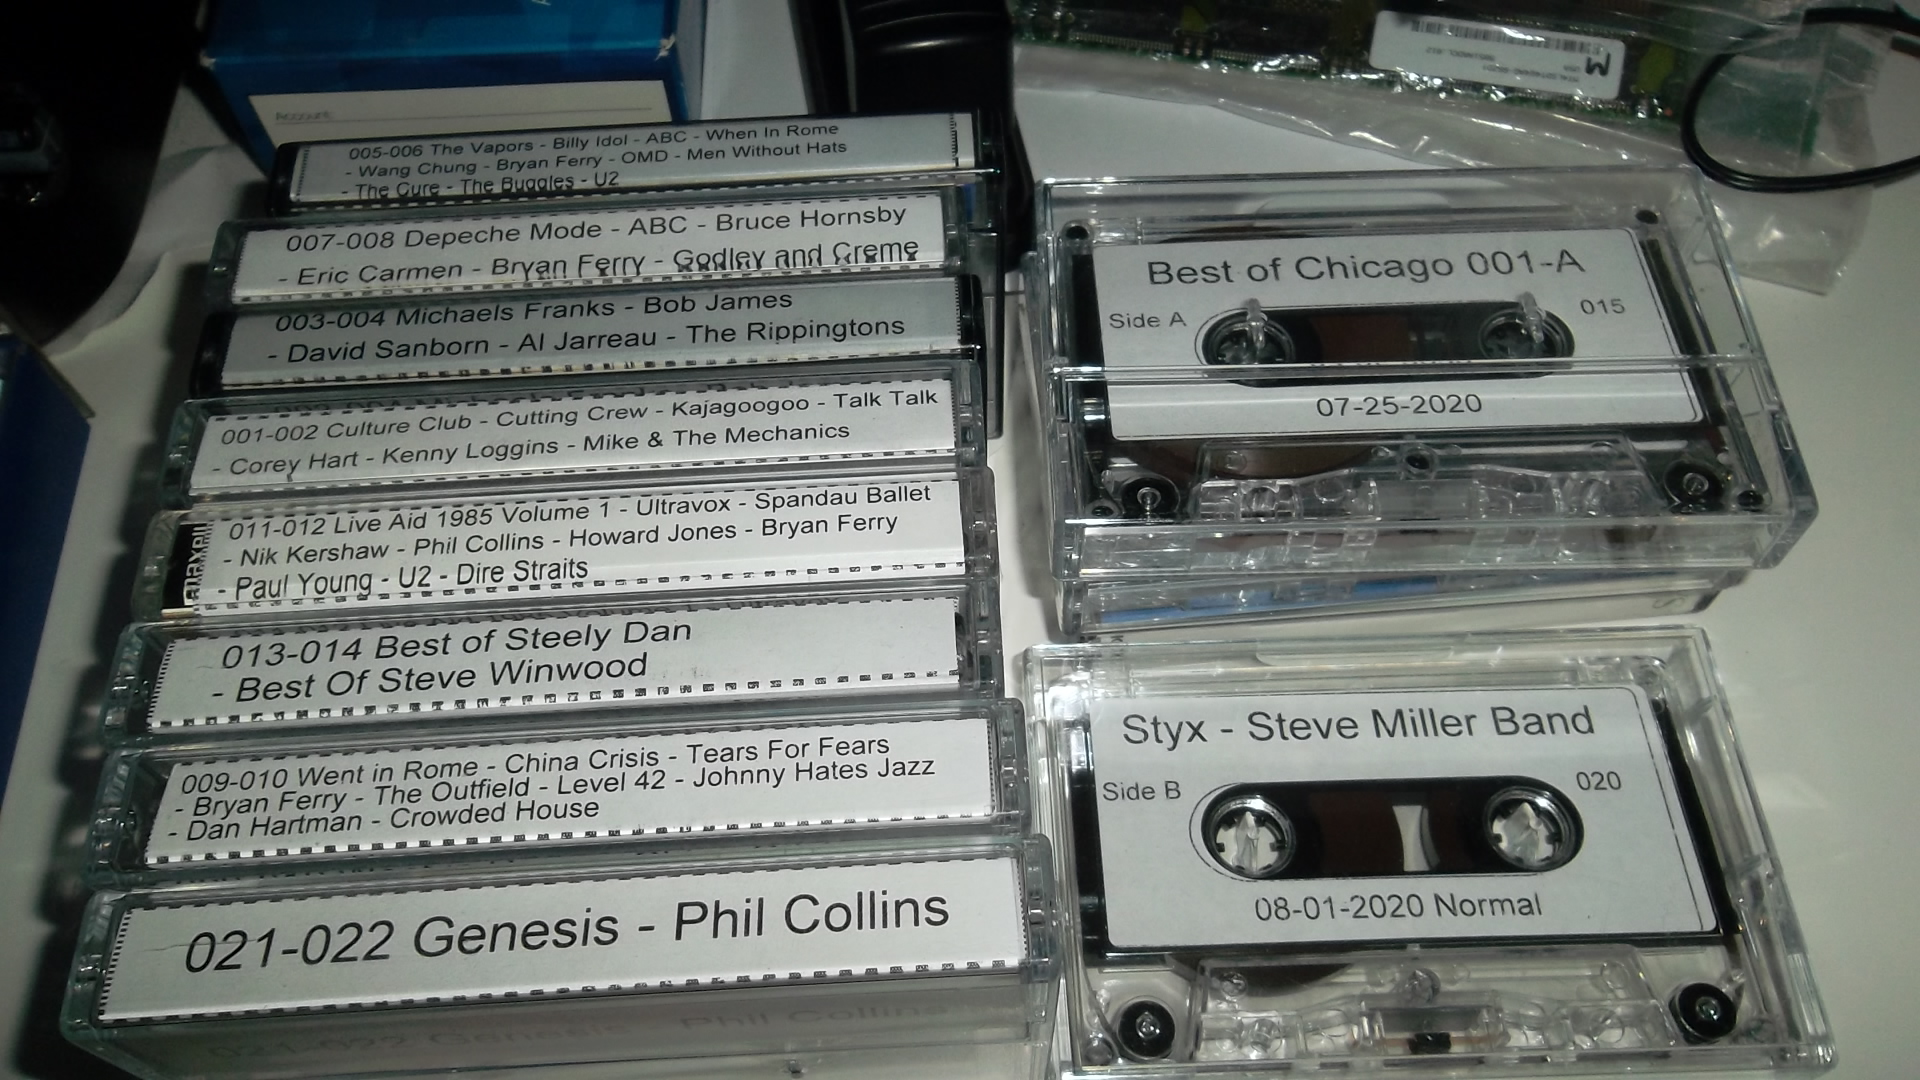 Account
005-006 The Vapors - Billy Idol - ABC - When In Rome
- Wang Chung - Bryan Ferry - OMD - Men Without Hats
- The Cure - The Buggles - U2
007-008 Depeche Mode - ABC - Bruce Hornsby
- Eric Carmen - Bryan Ferry - Godley and Creme
003-004 Michaels Franks - Bob James
- David Sanborn - Al Jarreau - The Rippingtons
001-002 Culture Club - Cutting Crew - Kajagoogoo - Talk Talk
- Corey Hart - Kenny Loggins - Mike & The Mechanics
maxell
011-012 Live Aid 1985 Volume 1 - Ultravox - Spandau Ballet
- Nik Kershaw - Phil Collins - Howard Jones - Bryan Ferry
- Paul Young - U2 - Dire Straits
013-014 Best of Steely Dan
- Best Of Steve Winwood
009-010 Went in Rome - China Crisis - Tears For Fears
- Bryan Ferry - The Outfield - Level 42 - Johnny Hates Jazz
- Dan Hartman - Crowded House
021-022 Genesis - Phil Collins
Best of Chicago 001-A
Side A
015
07-25-2020
Styx - Steve Miller Band
Side B
020
08-01-2020 Normal